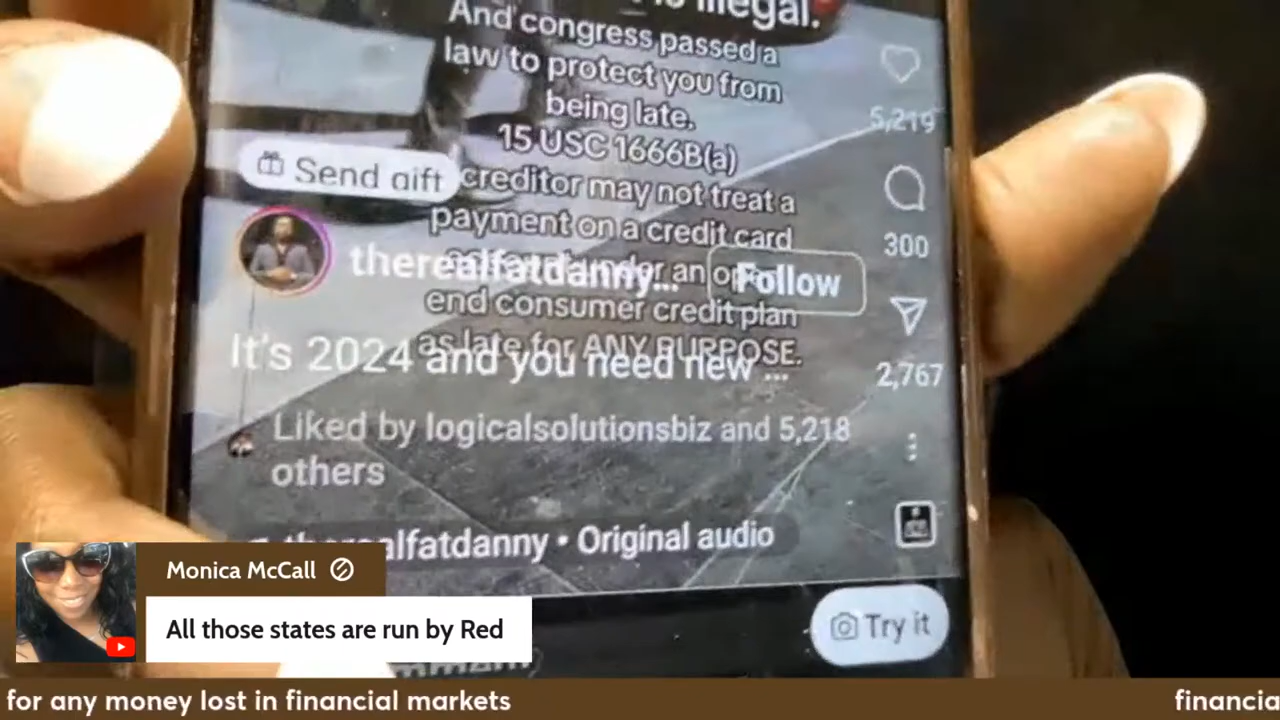 illegal.
And congress passed a
law to protect you from
being late.
15 USC 1666B(a)
creditor may not treat a
payment on a credit card
end consumer credit plan
as late for ANY PURPOSE.
Send gift
therealfatdanny... Follow
It's 2024 and you need new ...
Liked by logicalsolutionsbiz and 5,218
others
therealfatdanny • Original audio
5,219
300
2,767
Try it
Monica McCall
All those states are run by Red
for any money lost in financial markets
financia